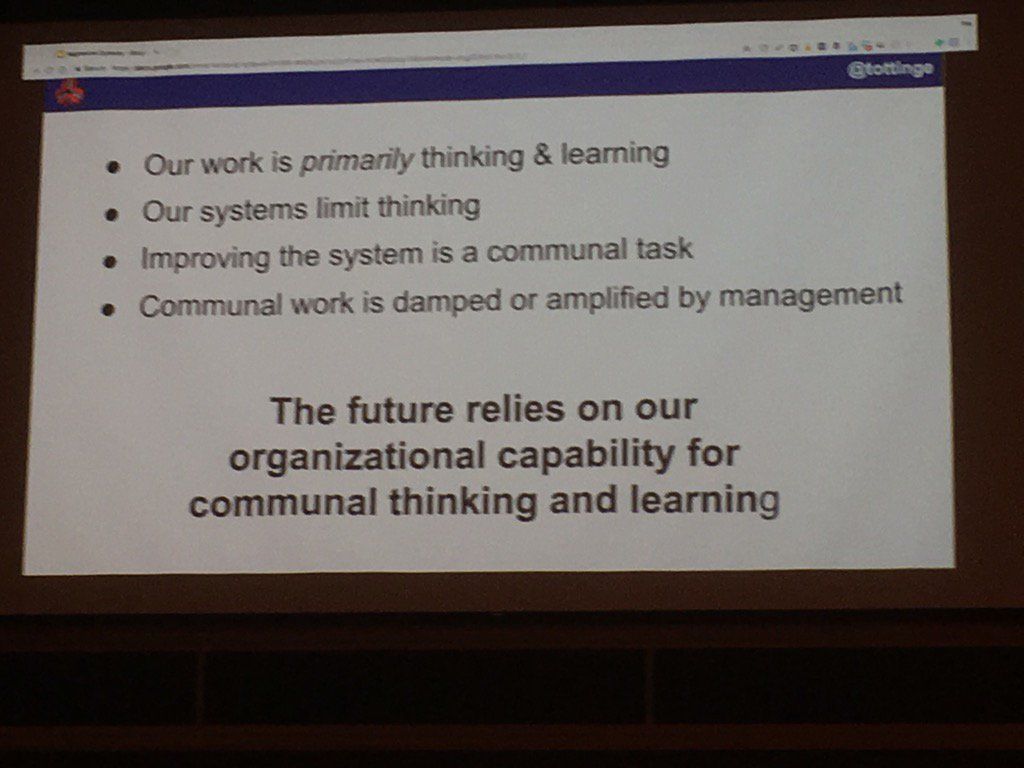 @tottinge
• Our work is primarily thinking & learning
• Our systems limit thinking
• Improving the system is a communal task
• Communal work is damped or amplified by management
The future relies on our
organizational capability for
communal thinking and learning